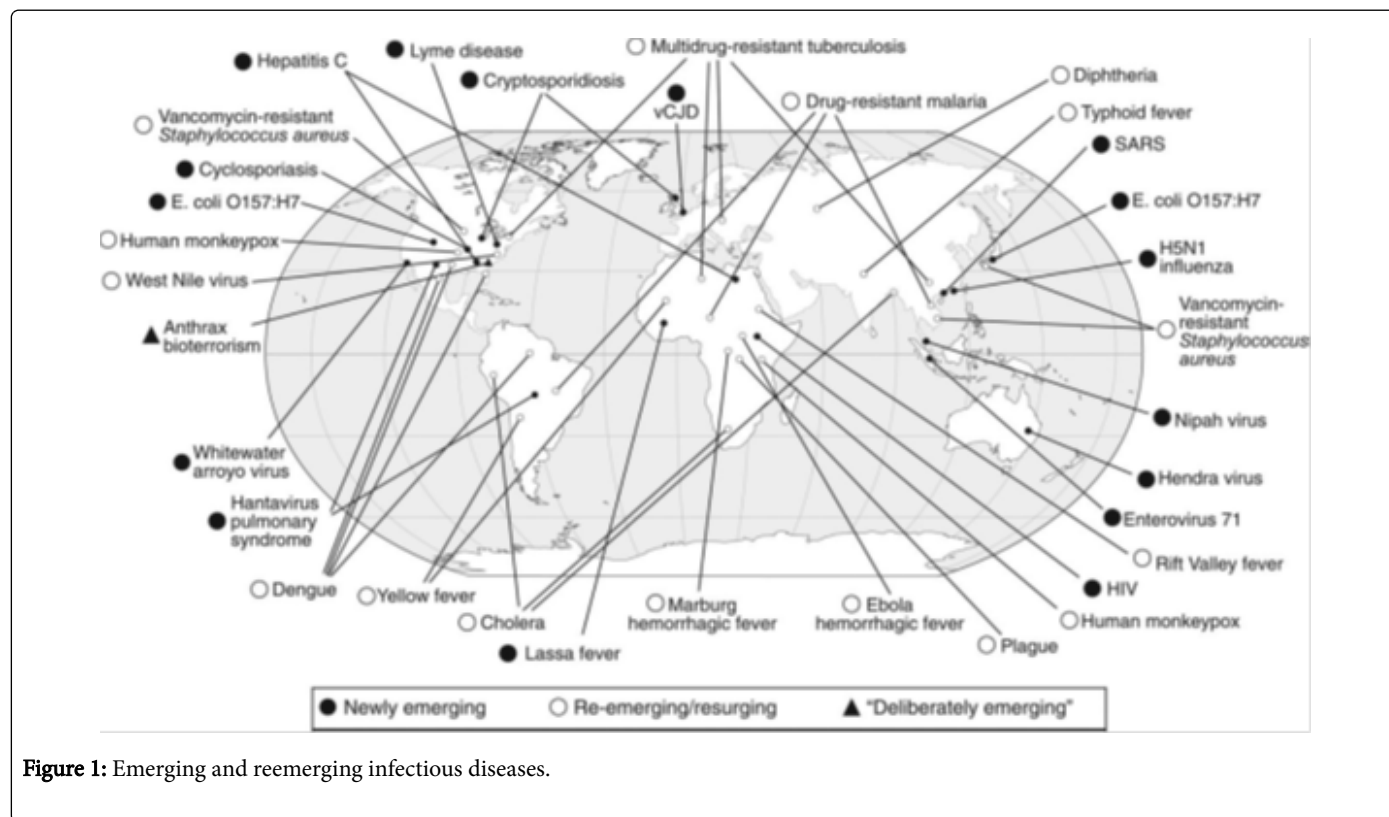 Hepatitis C
Lyme disease
Cryptosporidiosis
Multidrug-resistant tuberculosis
vCJD
Drug-resistant malaria
Diphtheria
Typhoid fever
SARS
Vancomycin-resistant
Staphylococcus aureus
Cyclosporiasis
E. coli O157:H7
Human monkeypox
West Nile virus
Anthrax
bioterrorism
E. coli O157:H7
H5N1
influenza
Vancomycin-
resistant
Staphylococcus
aureus
Nipah virus
Hendra virus
Enterovirus 71
Rift Valley fever
HIV
Human monkeypox
Plague
Whitewater
arroyo virus
Hantavirus
pulmonary
syndrome
Dengue
Yellow fever
Cholera
Lassa fever
Marburg
hemorrhagic fever
Ebola
hemorrhagic fever
Newly emerging
Re-emerging/resurging
"Deliberately emerging"
Figure 1: Emerging and reemerging infectious diseases.